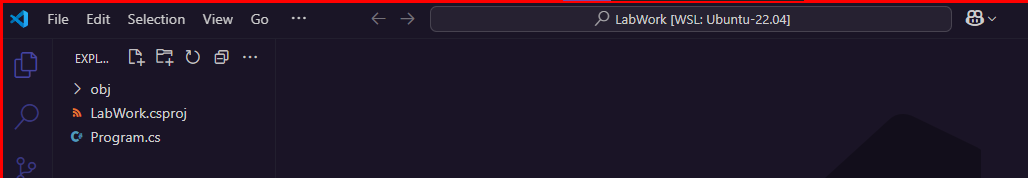 File Edit Selection View Go ··· LabWork [WSL: Ubuntu-22.04]
EXPL...
obj
LabWork.csproj
Program.cs